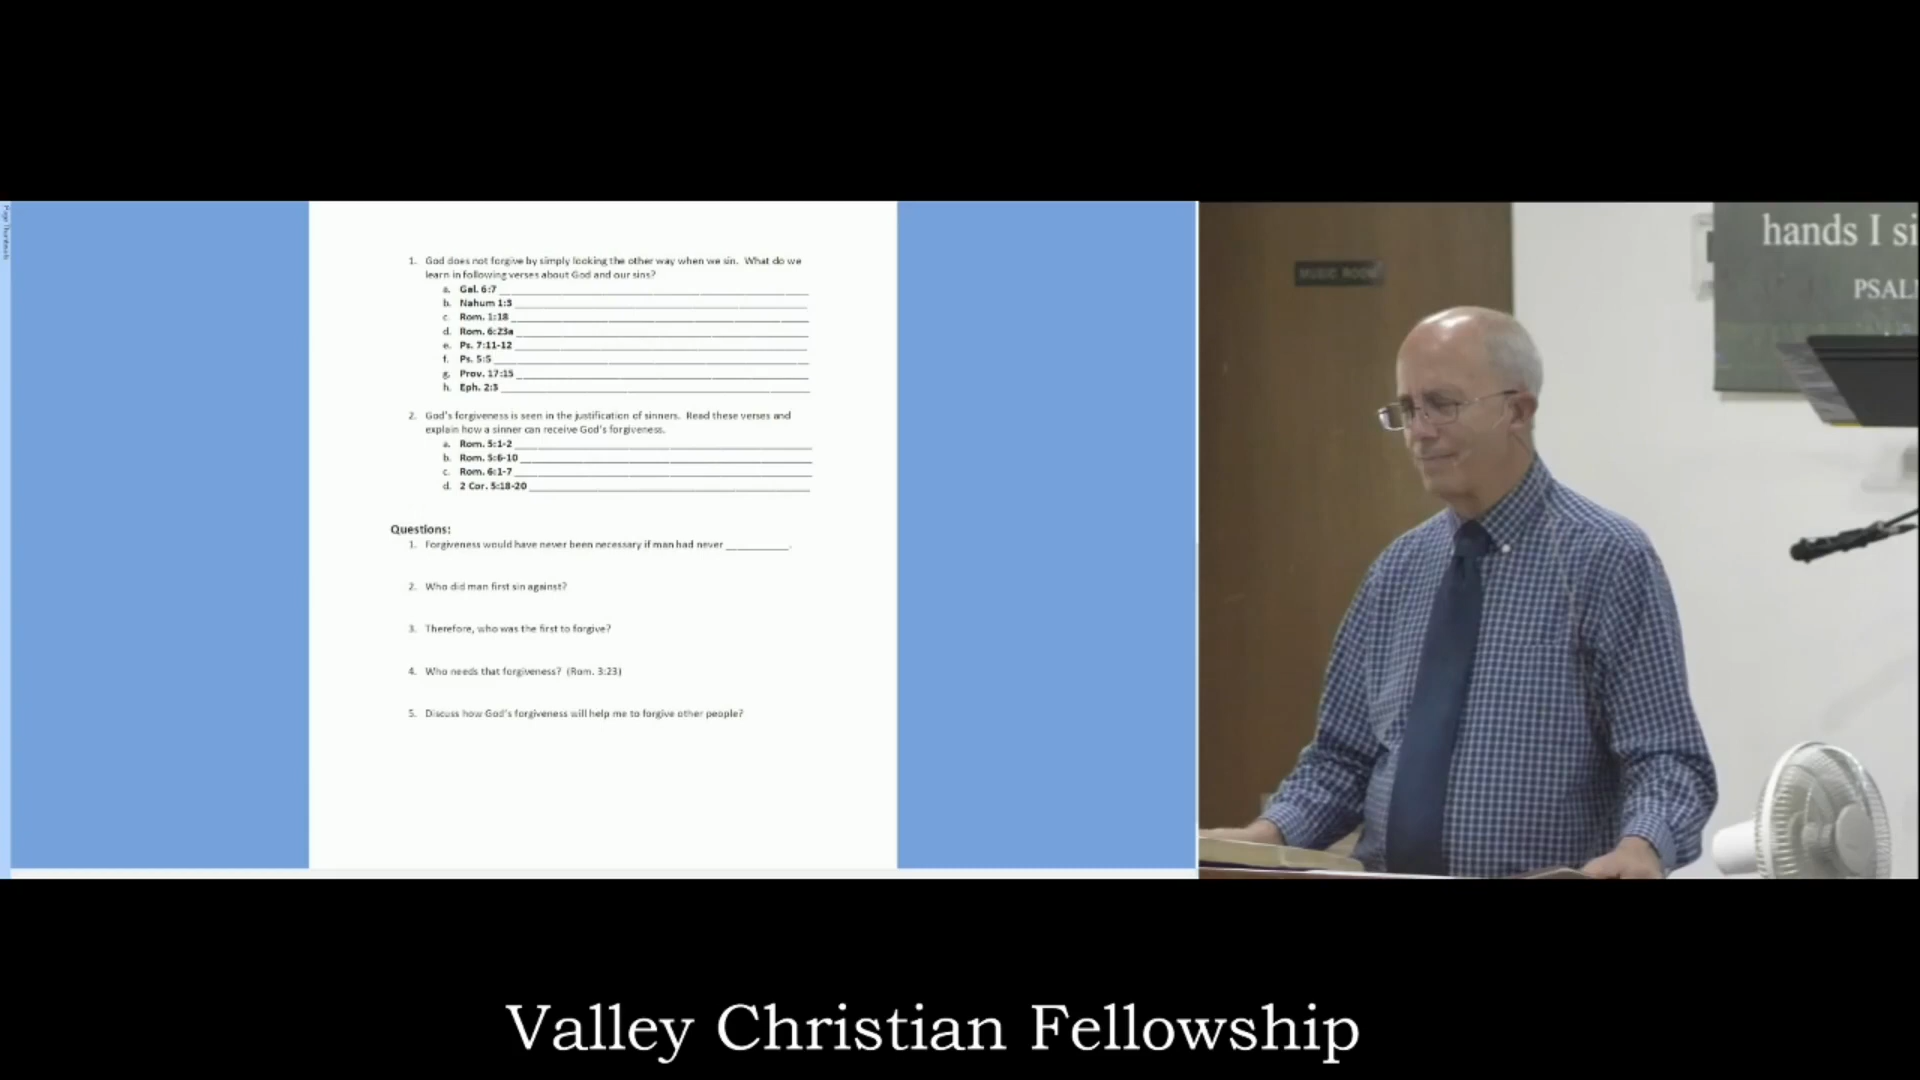 1. God does not forgive by simply looking the other way when we sin. What do we
learn in following verses about God and our sins?
a. Gal. 6:7
b. Nahum 1:3
c. Rom. 1:18
d. Rom. 6:23a
e. Ps. 7:11-12
f. Ps. 5:5
g. Prov. 17:15
h. Eph. 2:3
2. God's forgiveness is seen in the justification of sinners. Read these verses and
explain how a sinner can receive God's forgiveness.
a. Rom. 5:1-2
b. Rom. 5:6-10
c. Rom. 6:1-7
d. 2 Cor. 5:18-20
Questions:
1. Forgiveness would have never been necessary if man had never ___________.
2. Who did man first sin against?
3. Therefore, who was the first to forgive?
4. Who needs that forgiveness? (Rom. 3:23)
5. Discuss how God's forgiveness will help me to forgive other people?
MUSIC ROOM
hands I si
PSAL
Valley Christian Fellowship